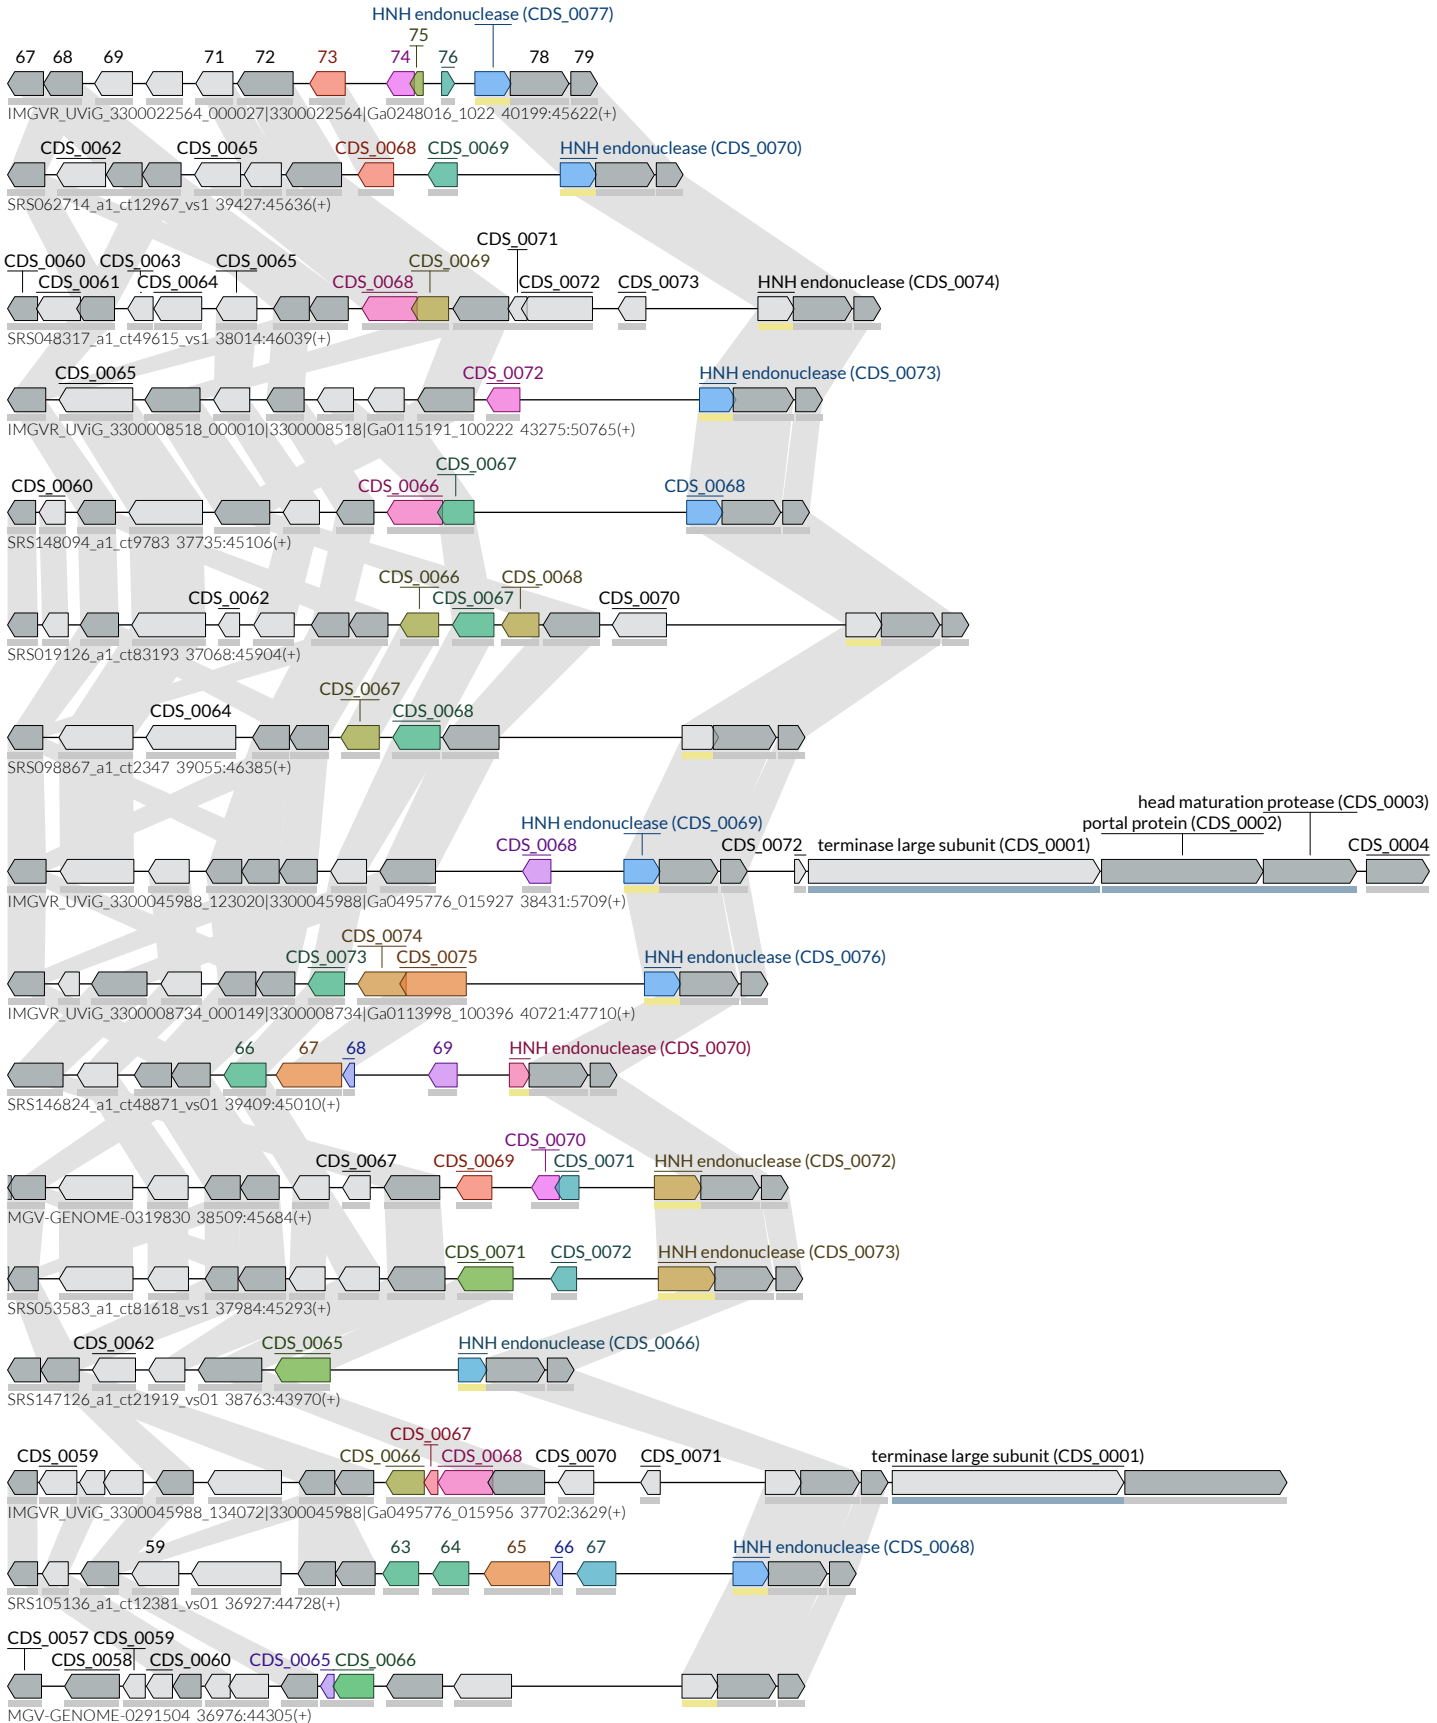 HNH endonuclease (CDS_0077)
75
67 68 69 71 72 73 74 76 78 79
IMGVR_UViG_3300022564_000027|3300022564|Ga0248016_1022 40199:45622(+)
CDS_0062 CDS_0065 CDS_0068 CDS_0069 HNH endonuclease (CDS_0070)
SRS062714_a1_ct12967_vs1 39427:45636(+)
CDS_0071
CDS_0060 CDS_0063 CDS_0065 CDS_0069
CDS_0061 CDS_0064 CDS_0068 CDS_0072 CDS_0073 HNH endonuclease (CDS_0074)
SRS048317_a1_ct49615_vs1 38014:46039(+)
CDS_0065 CDS_0072 HNH endonuclease (CDS_0073)
IMGVR_UViG_3300008518_000010|3300008518|Ga0115191_100222 43275:50765(+)
CDS_0067
CDS_0060 CDS_0066 CDS_0068
SRS148094_a1_ct9783 37735:45106(+)
CDS_0066 CDS_0068
CDS_0062 CDS_0067 CDS_0070
SRS019126_a1_ct83193 37068:45904(+)
CDS_0067
CDS_0064 CDS_0068
SRS098867_a1_ct2347 39055:46385(+)
head maturation protease (CDS_0003)
HNH endonuclease (CDS_0069) portal protein (CDS_0002)
CDS_0068 CDS_0072 terminase large subunit (CDS_0001) CDS_0004
IMGVR_UViG_3300045988_123020|3300045988|Ga0495776_015927 38431:5709(+)
CDS_0074
CDS_0073 CDS_0075 HNH endonuclease (CDS_0076)
IMGVR_UViG_3300008734_000149|3300008734|Ga0113998_100396 40721:47710(+)
66 67 68 69 HNH endonuclease (CDS_0070)
SRS146824_a1_ct48871_vs01 39409:45010(+)
CDS_0070
CDS_0067 CDS_0069 CDS_0071 HNH endonuclease (CDS_0072)
MGV-GENOME-0319830 38509:45684(+)
CDS_0071 CDS_0072 HNH endonuclease (CDS_0073)
SRS053583_a1_ct81618_vs1 37984:45293(+)
CDS_0062 CDS_0065 HNH endonuclease (CDS_0066)
SRS147126_a1_ct21919_vs01 38763:43970(+)
CDS_0067
CDS_0059 CDS_0066 CDS_0068 CDS_0070 CDS_0071 terminase large subunit (CDS_0001)
IMGVR_UViG_3300045988_134072|3300045988|Ga0495776_015956 37702:3629(+)
59 63 64 65 66 67 HNH endonuclease (CDS_0068)
SRS105136_a1_ct12381_vs01 36927:44728(+)
CDS_0057 CDS_0059
CDS_0058 CDS_0060 CDS_0065 CDS_0066
MGV-GENOME-0291504 36976:44305(+)